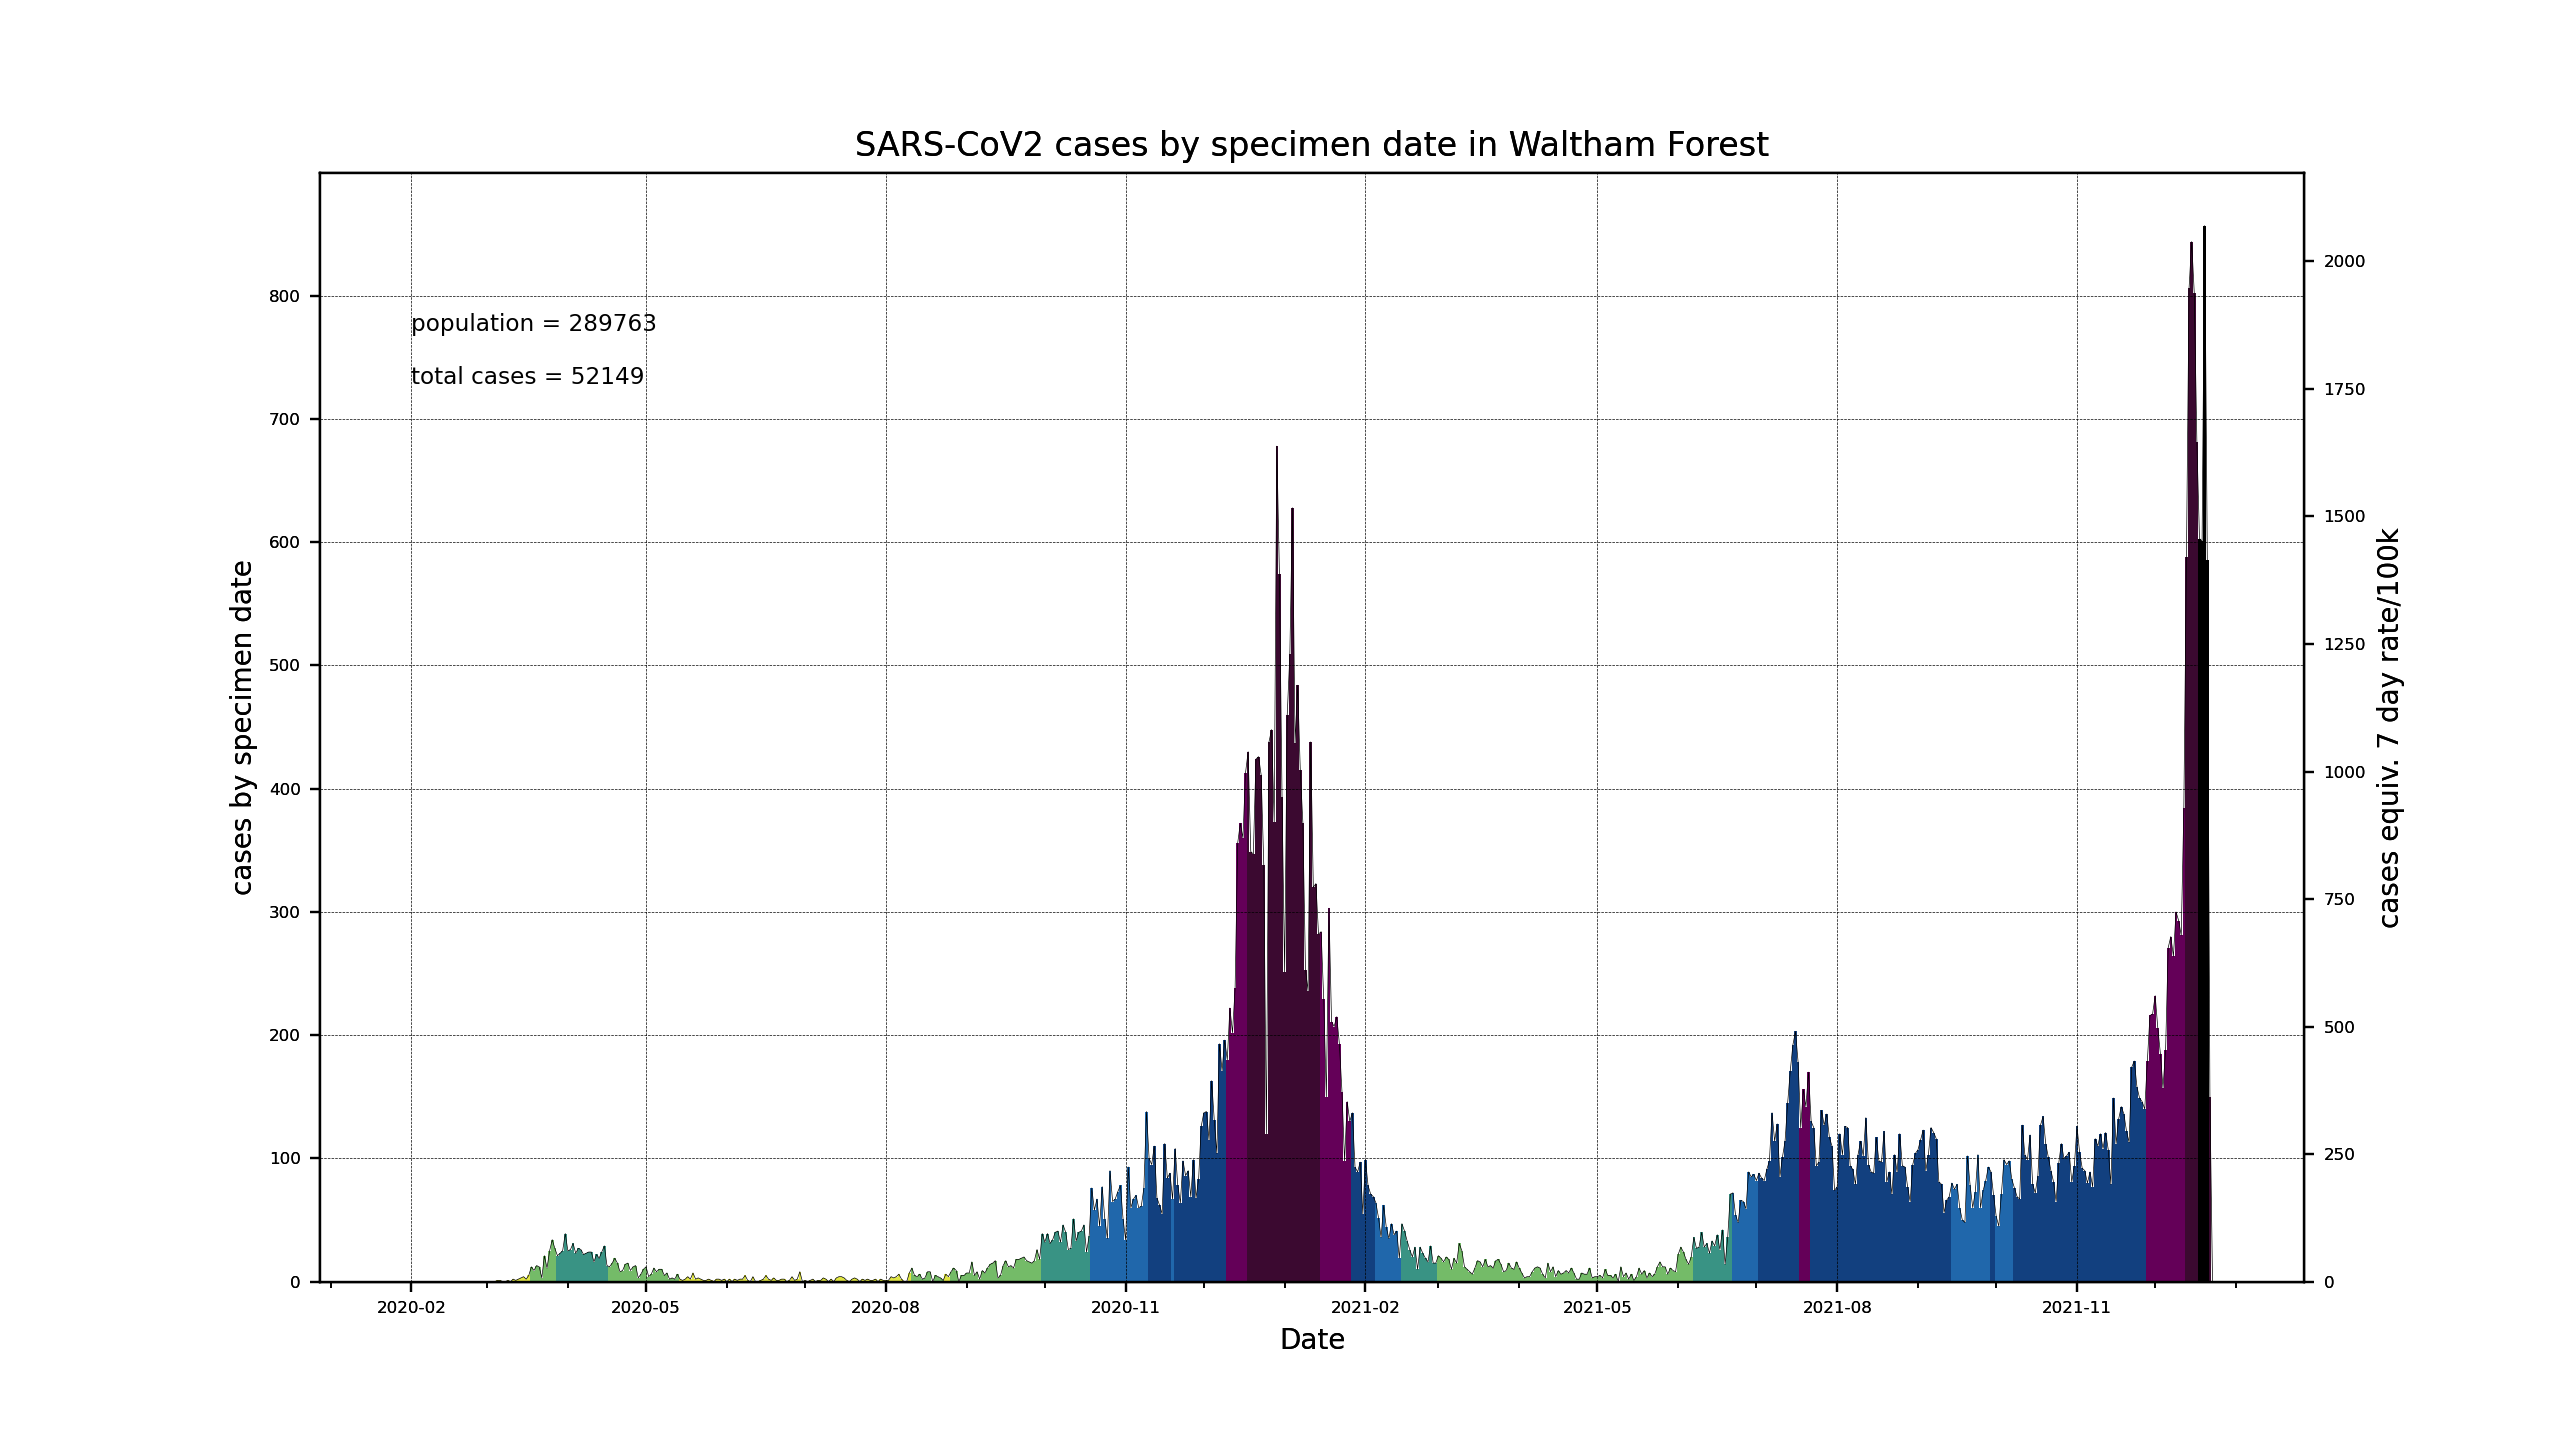 SARS-CoV2 cases by specimen date in Waltham Forest
population = 289763
total cases = 52149
cases by specimen date
800
700
600
500
400
300
200
100
0
2000
1750
1500
1250
1000
750
500
250
0
cases equiv. 7 day rate/100k
2020-02 2020-05 2020-08 2020-11 2021-02 2021-05 2021-08 2021-11
Date